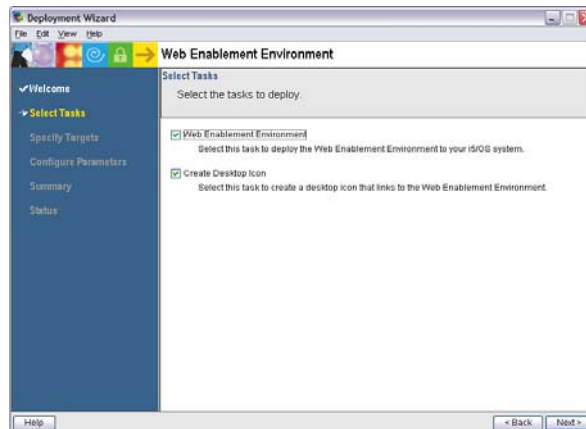 Deployment Wizard
File Edit View Help
Web Enablement Environment
Welcome
Select Tasks
Specify Targets
Configure Parameters
Summary
Status
Select Tasks
Select the tasks to deploy.
Web Enablement Environment
Select this task to deploy the Web Enablement Environment to your i5/OS system.
Create Desktop Icon
Select this task to create a desktop icon that links to the Web Enablement Environment.
Help
< Back
Next >